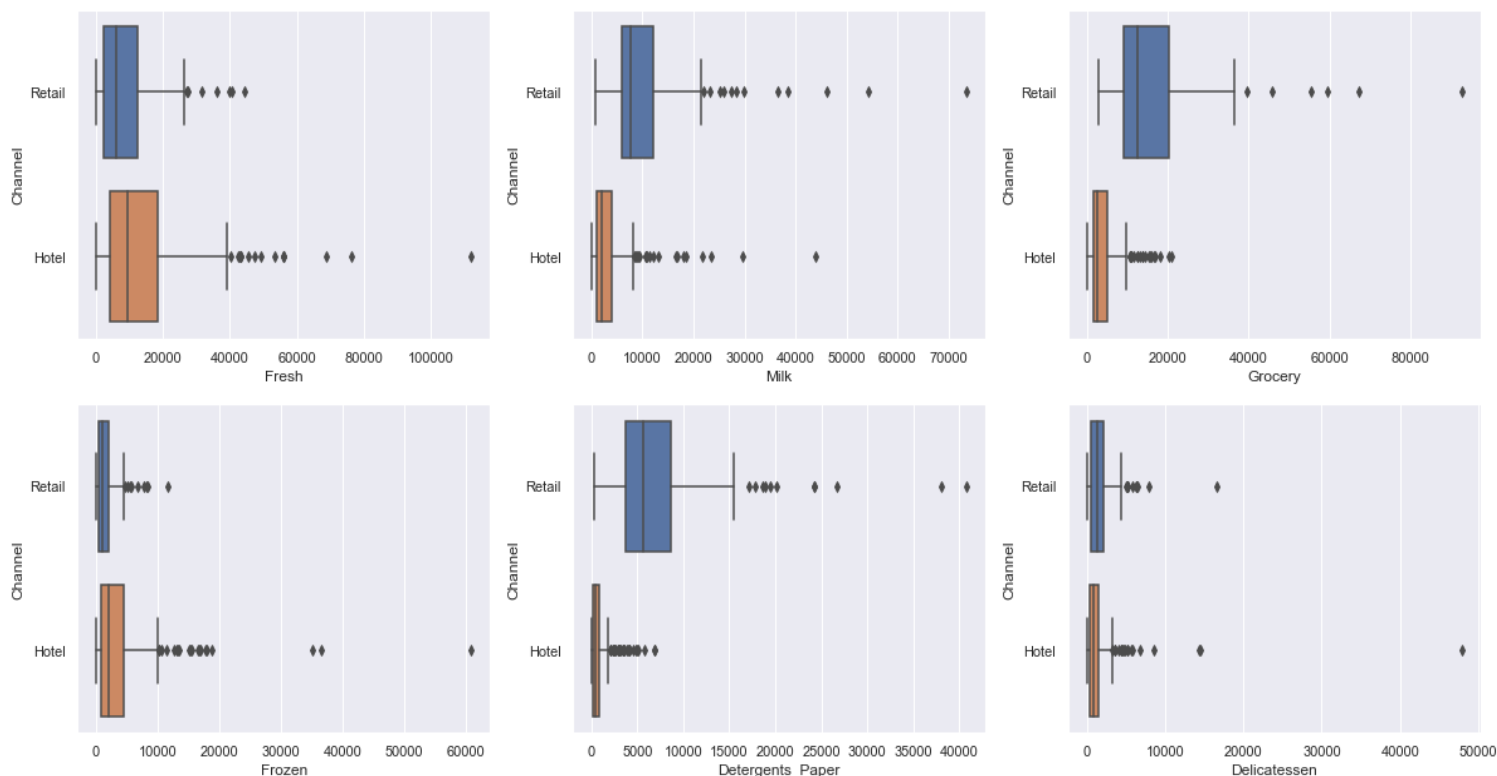 Channel
Retail
Hotel
0 20000 40000 60000 80000 100000
Fresh
Channel
Retail
Hotel
0 10000 20000 30000 40000 50000 60000 70000
Milk
Channel
Retail
Hotel
0 20000 40000 60000 80000
Grocery
Channel
Retail
Hotel
0 10000 20000 30000 40000 50000 60000
Frozen
Channel
Retail
Hotel
0 5000 10000 15000 20000 25000 30000 35000 40000
Detergents_Paper
Channel
Retail
Hotel
0 10000 20000 30000 40000 50000
Delicatessen